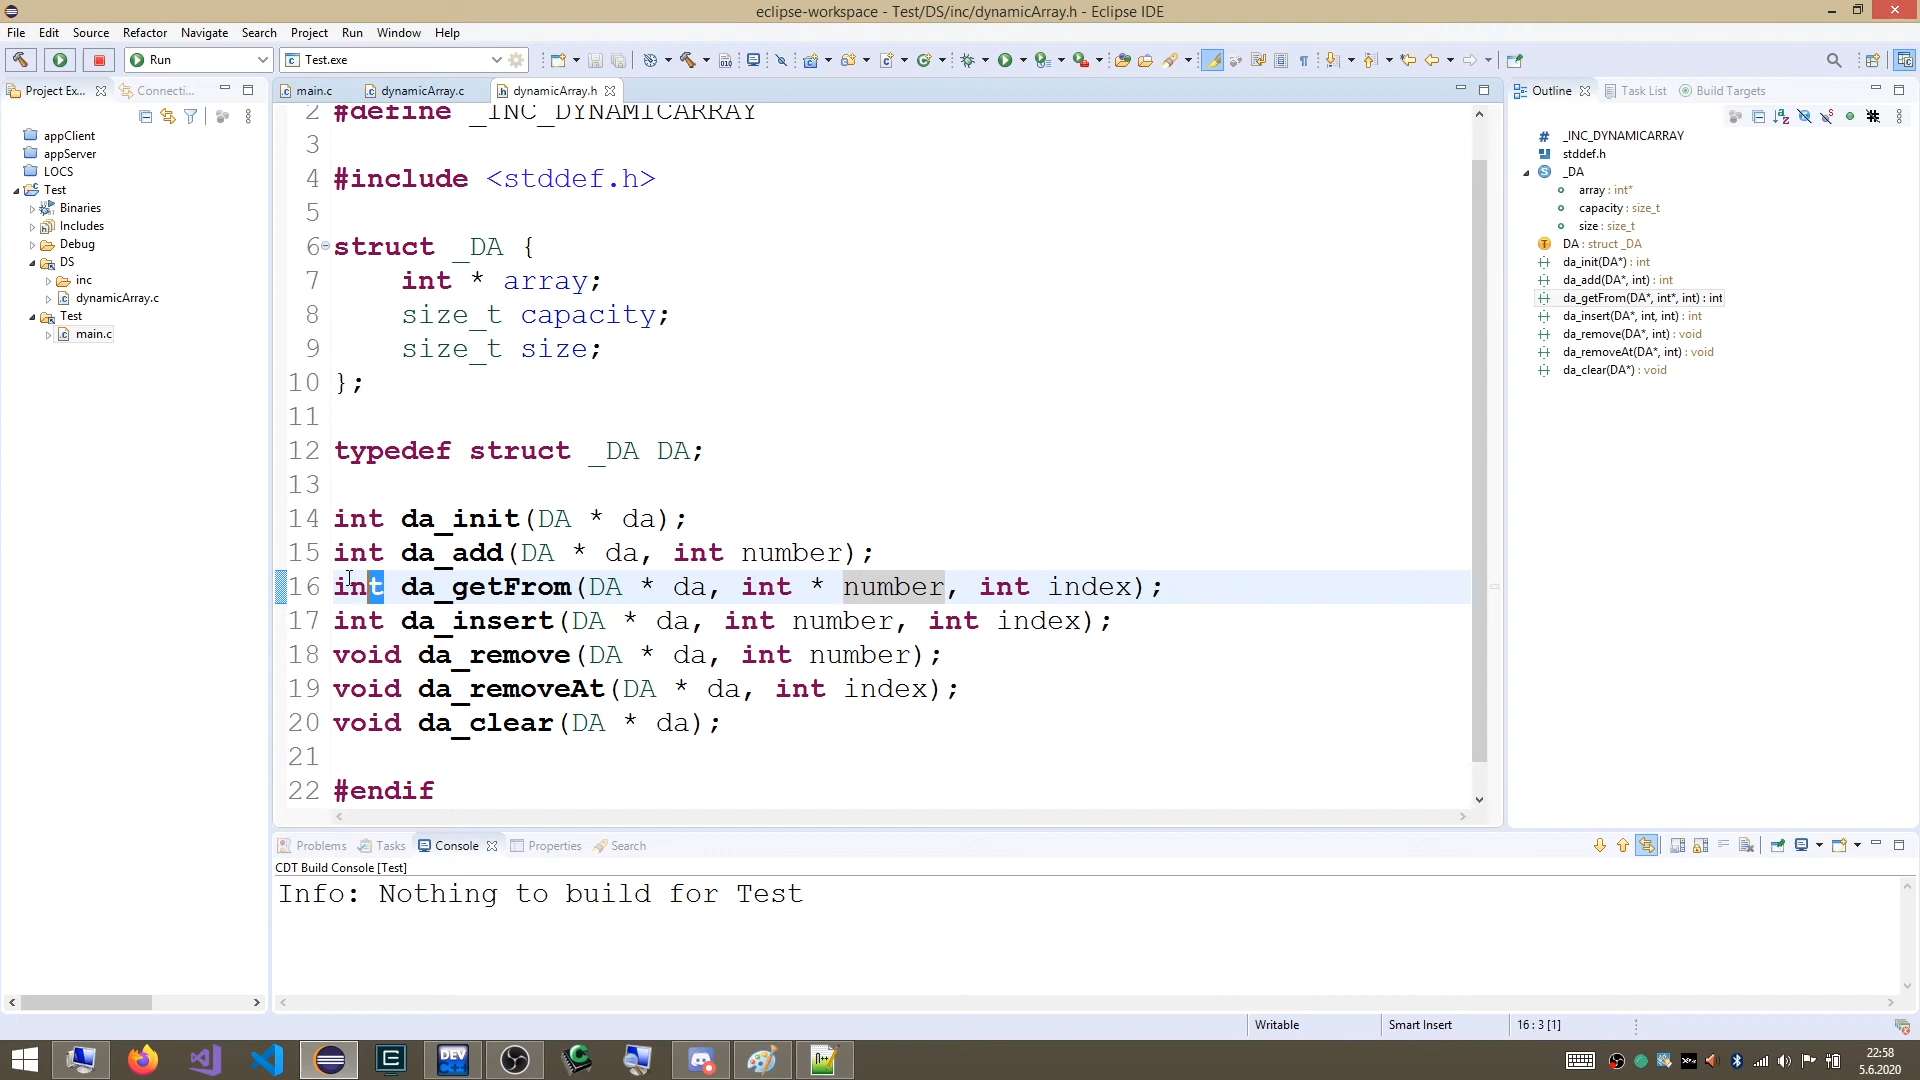 eclipse-workspace - Test/DS/inc/dynamicArray.h - Eclipse IDE
File Edit Source Refactor Navigate Search Project Run Window Help
Run Test.exe
Project Ex... Connecti...
appClient
appServer
LOCS
Test
Binaries
Includes
Debug
DS
inc
dynamicArray.c
Test
main.c
main.c dynamicArray.c dynamicArray.h
2 #define _INC_DYNAMICARRAY
3
4 #include <stddef.h>
5
6 struct _DA {
7 int * array;
8 size_t capacity;
9 size_t size;
10 };
11
12 typedef struct _DA DA;
13
14 int da_init(DA * da);
15 int da_add(DA * da, int number);
16 int da_getFrom(DA * da, int * number, int index);
17 int da_insert(DA * da, int number, int index);
18 void da_remove(DA * da, int number);
19 void da_removeAt(DA * da, int index);
20 void da_clear(DA * da);
21
22 #endif
Outline Task List Build Targets
_INC_DYNAMICARRAY
stddef.h
_DA
array : int*
capacity : size_t
size : size_t
DA : struct _DA
da_init(DA*) : int
da_add(DA*, int) : int
da_getFrom(DA*, int*, int) : int
da_insert(DA*, int, int) : int
da_remove(DA*, int) : void
da_removeAt(DA*, int) : void
da_clear(DA*) : void
Problems Tasks Console Properties Search
CDT Build Console [Test]
Info: Nothing to build for Test
Writable Smart Insert 16 : 3 [1]
DEV
22:58
5.6.2020